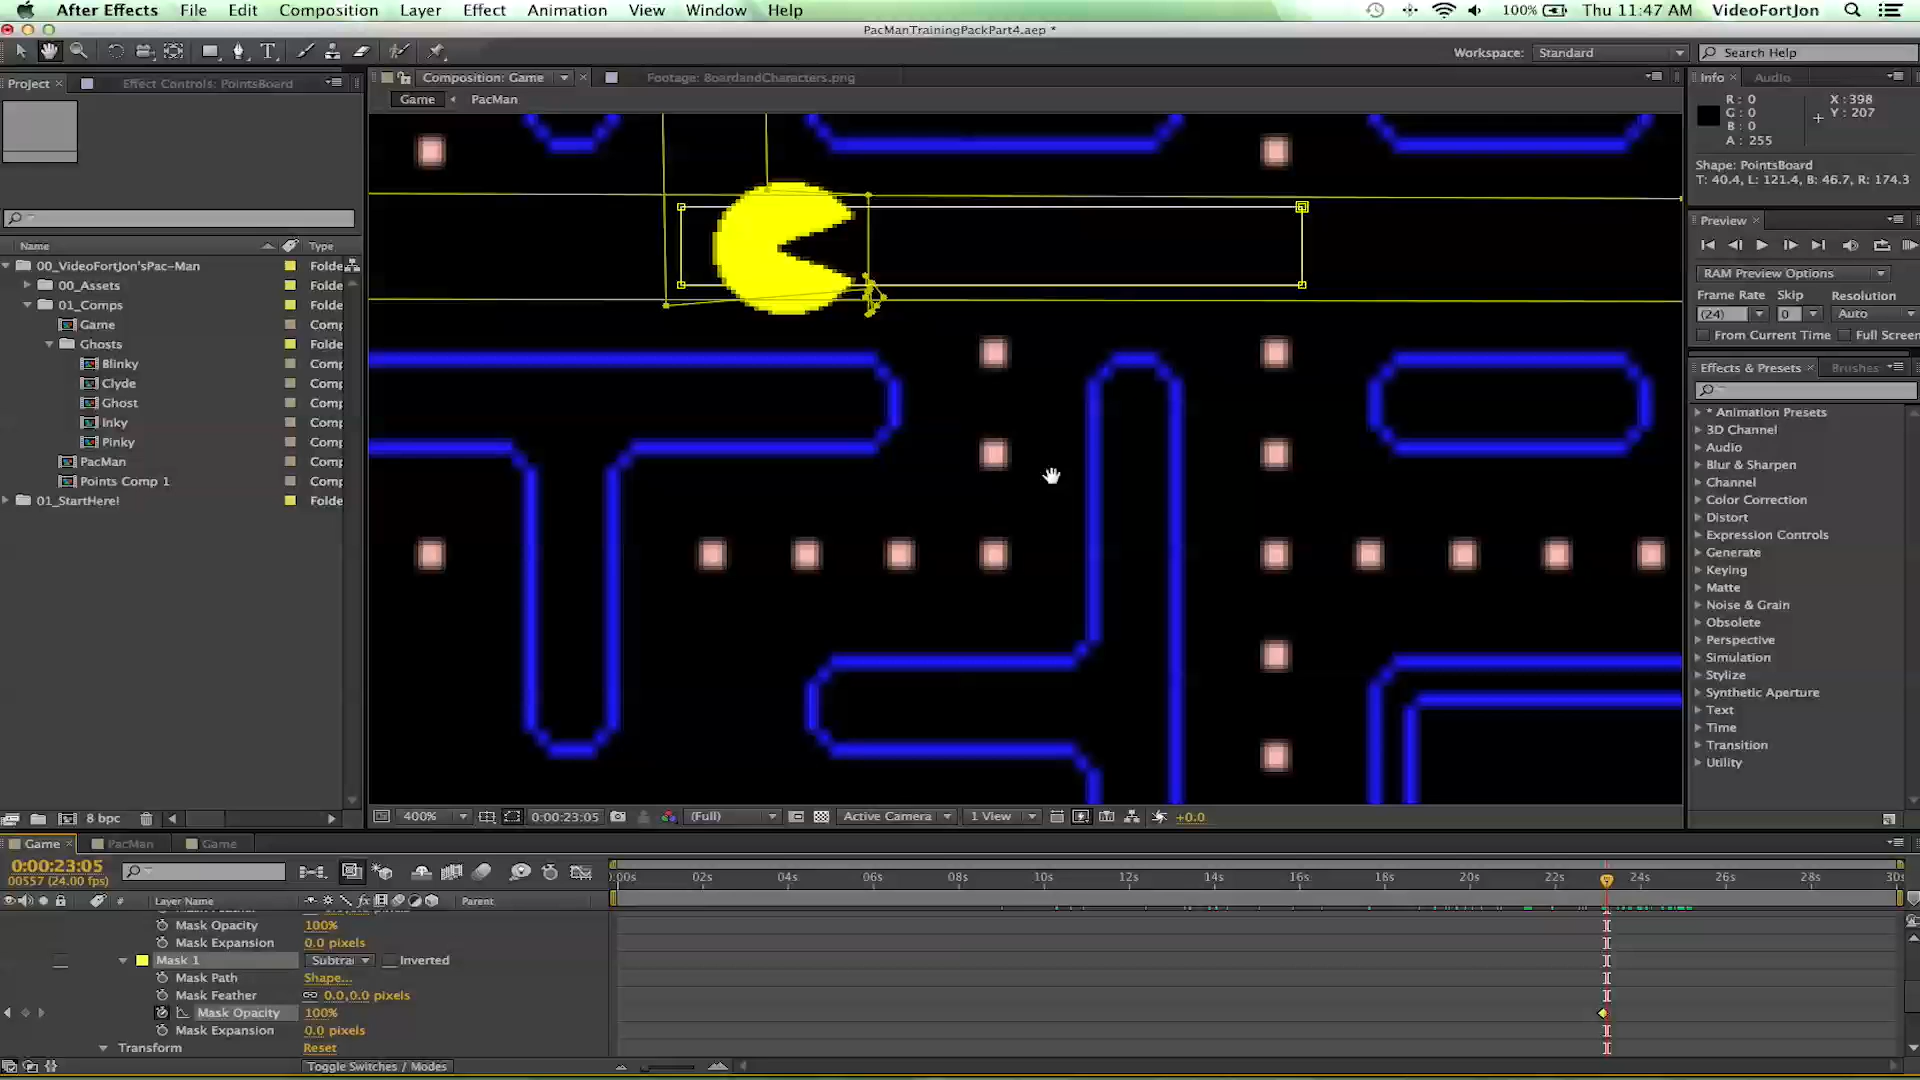 After Effects File Edit Composition Layer Effect Animation View Window Help 100% Thu 11:47 AM VideoFortJon
PacManTrainingPackPart4.aep *
Workspace: Standard Search Help
Project Effect Controls: PointsBoard Composition: Game Footage: BoardandCharacters.png Info Audio
Game PacMan
R: 0 X: 398
G: 0 Y: 207
B: 0
A: 255
Shape: PointsBoard
T: 40.4, L: 121.4, B: 46.7, R: 174.3
Preview
Name Type
RAM Preview Options
Frame Rate Skip Resolution
(24) 0 Auto
From Current Time Full Screen
00_VideoFortJon'sPac-Man Folde
00_Assets Folde
01_Comps Folde
Game Comp
Ghosts Folde
Blinky Comp
Clyde Comp
Ghost Comp
Inky Comp
Pinky Comp
PacMan Comp
Points Comp 1 Comp
01_StartHere! Folde
Effects & Presets Brushes
* Animation Presets
3D Channel
Audio
Blur & Sharpen
Channel
Color Correction
Distort
Expression Controls
Generate
Keying
Matte
Noise & Grain
Obsolete
Perspective
Simulation
Stylize
Synthetic Aperture
Text
Time
Transition
Utility
8 bpc 400% 0:00:23:05 (Full) Active Camera 1 View +0.0
Game PacMan Game
0:00:23:05
00557 (24.00 fps)
:00s 02s 04s 06s 08s 10s 12s 14s 16s 18s 20s 22s 24s 26s 28s 30s
# Layer Name Parent
Mask Opacity 100%
Mask Expansion 0.0 pixels
Mask 1 Subtrac Inverted
Mask Path Shape...
Mask Feather 0.0,0.0 pixels
Mask Opacity 100%
Mask Expansion 0.0 pixels
Transform Reset
Toggle Switches / Modes